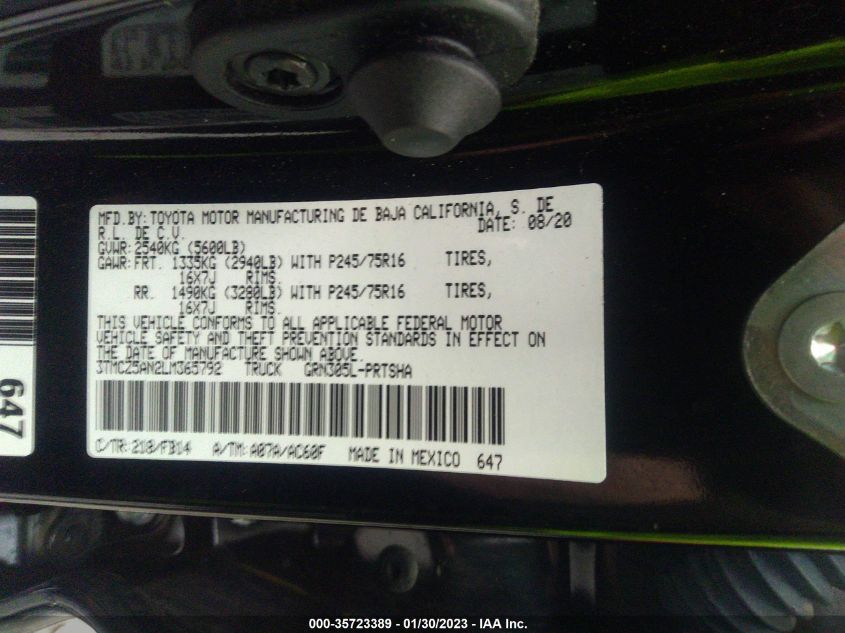 MFD.BY: TOYOTA MOTOR MANUFACTURING DE BAJA CALIFORNIA, S. DE
R.L. DE C.V. DATE: 08/20
GVWR: 2540KG (5600LB)
GAWR: FRT. 1335KG (2940LB) WITH P245/75R16 TIRES,
16X7J RIMS.
RR. 1490KG (3280LB) WITH P245/75R16 TIRES,
16X7J RIMS.
THIS VEHICLE CONFORMS TO ALL APPLICABLE FEDERAL MOTOR
VEHICLE SAFETY AND THEFT PREVENTION STANDARDS IN EFFECT ON
THE DATE OF MANUFACTURE SHOWN ABOVE.
3TMCZ5AN2LM365792 TRUCK GRN305L-PRTSHA
C/TR: 218/FB14 A/TM: A07A/AC60F MADE IN MEXICO 647
647
000-35723389 - 01/30/2023 - IAA Inc.